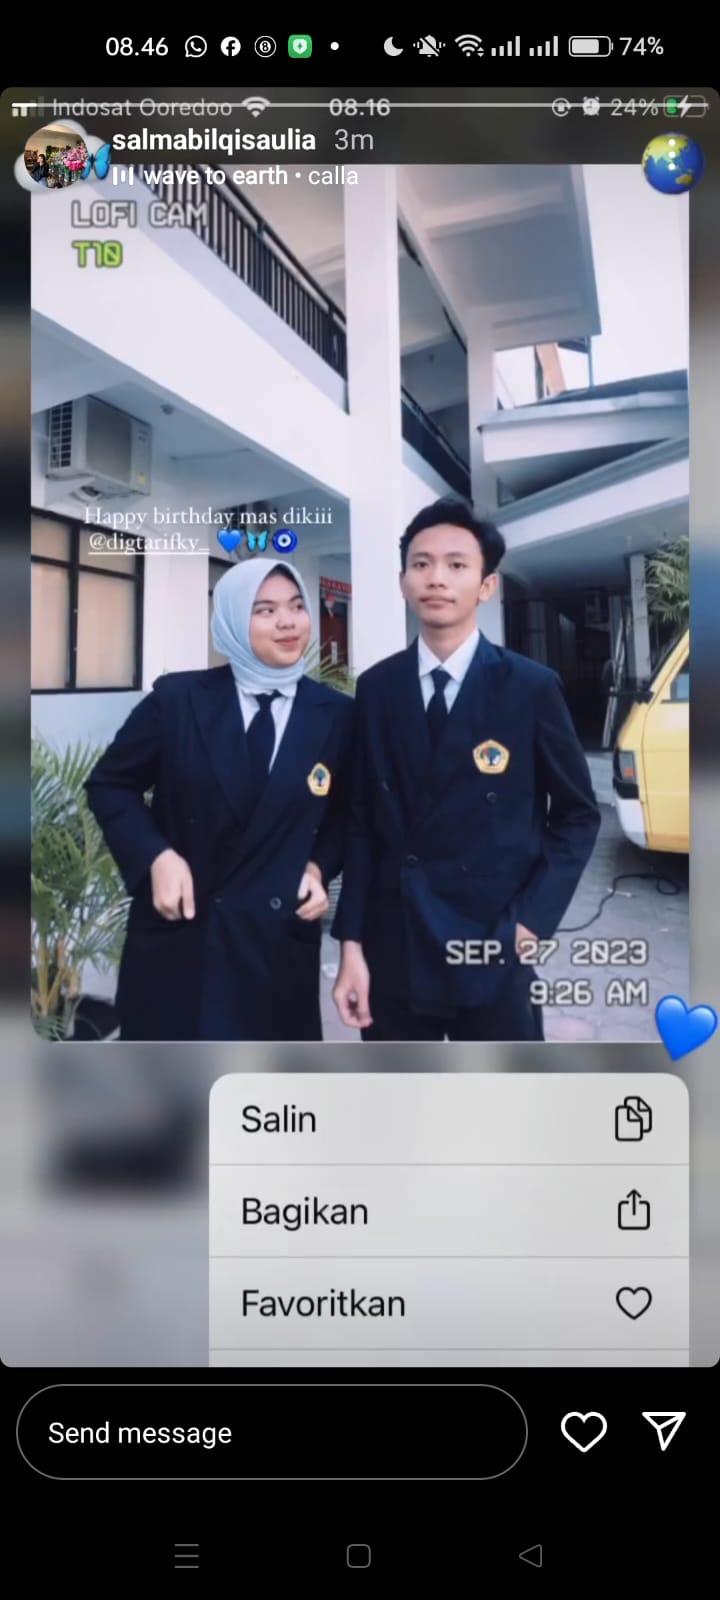 08.46
74%
Indosat Ooredoo
08.16
24%
salmabilqisaulia 3m
wave to earth • calla
LOFI CAM
T10
Happy birthday mas dikiii
@digtarifky_
SEP. 27 2023
9:26 AM
Salin
Bagikan
Favoritkan
Send message